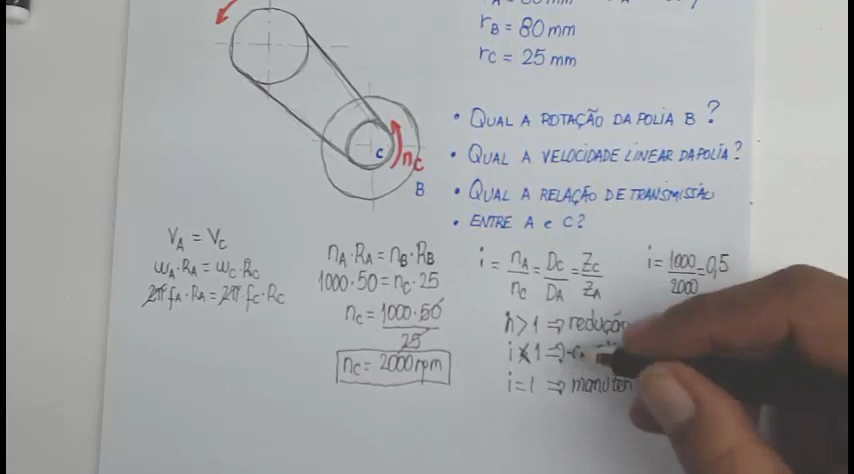 rB = 80 mm
rC = 25 mm
• QUAL A ROTAÇÃO DA POLIA B?
• QUAL A VELOCIDADE LINEAR DA POLIA?
• QUAL A RELAÇÃO DE TRANSMISSÃO
• ENTRE A e C?
C
nC
B
VA = VC
ωA·RA = ωC·RC
2πfA·RA = 2π·fC·RC
nA·RA = nB·RB
1000·50 = nC·25
nC = 1000·50
25
nC = 2000 rpm
i = nA/nC = DC/DA = ZC/ZA
i = 1000/2000 = 0,5
> 1 ⇒ redução
i < 1 ⇒
i = 1 ⇒ manuten